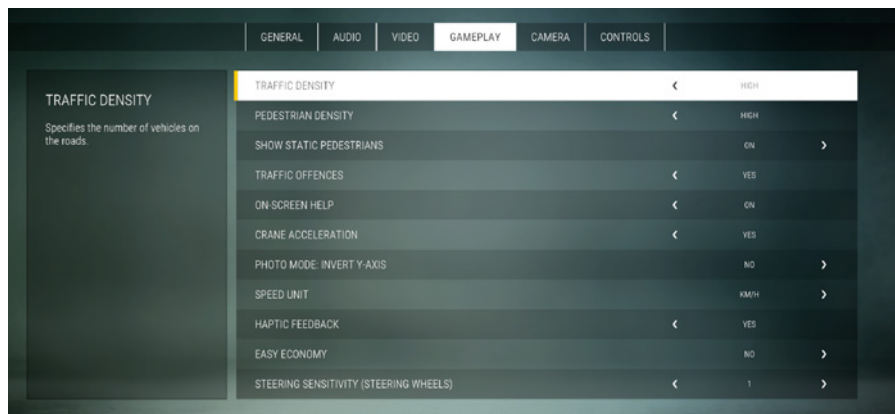 GENERAL AUDIO VIDEO GAMEPLAY CAMERA CONTROLS
TRAFFIC DENSITY
Specifies the number of vehicles on
the roads.
TRAFFIC DENSITY HIGH
PEDESTRIAN DENSITY HIGH
SHOW STATIC PEDESTRIANS ON
TRAFFIC OFFENCES YES
ON-SCREEN HELP ON
CRANE ACCELERATION YES
PHOTO MODE: INVERT Y-AXIS NO
SPEED UNIT KM/H
HAPTIC FEEDBACK YES
EASY ECONOMY NO
STEERING SENSITIVITY (STEERING WHEELS) 1